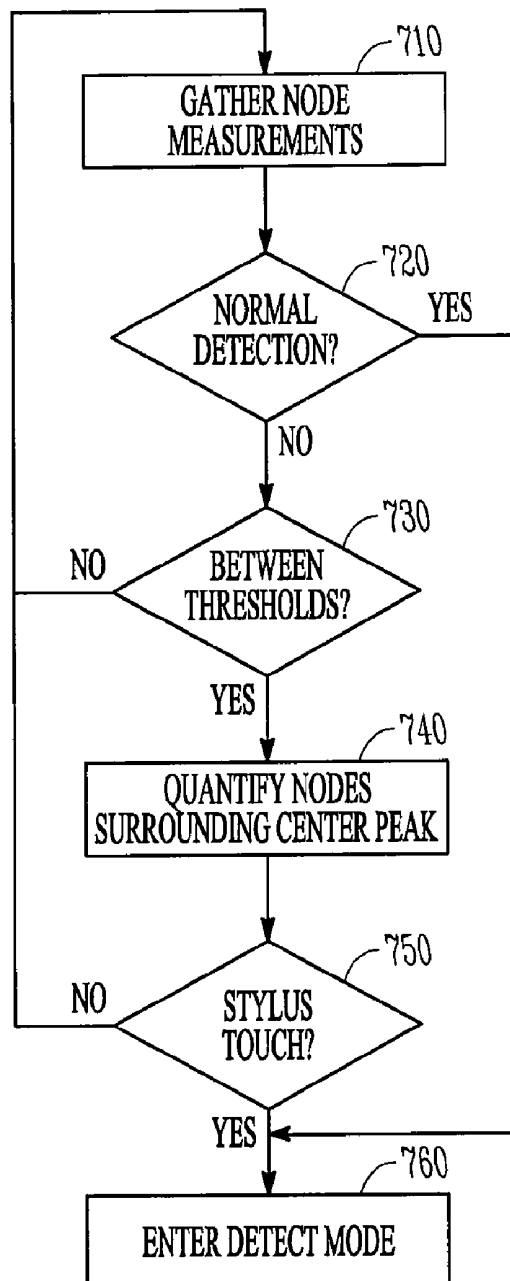 710
GATHER NODE
MEASUREMENTS
720
NORMAL
DETECTION?
YES
NO
730
BETWEEN
THRESHOLDS?
NO
YES
740
QUANTIFY NODES
SURROUNDING CENTER PEAK
750
STYLUS
TOUCH?
NO
YES
760
ENTER DETECT MODE